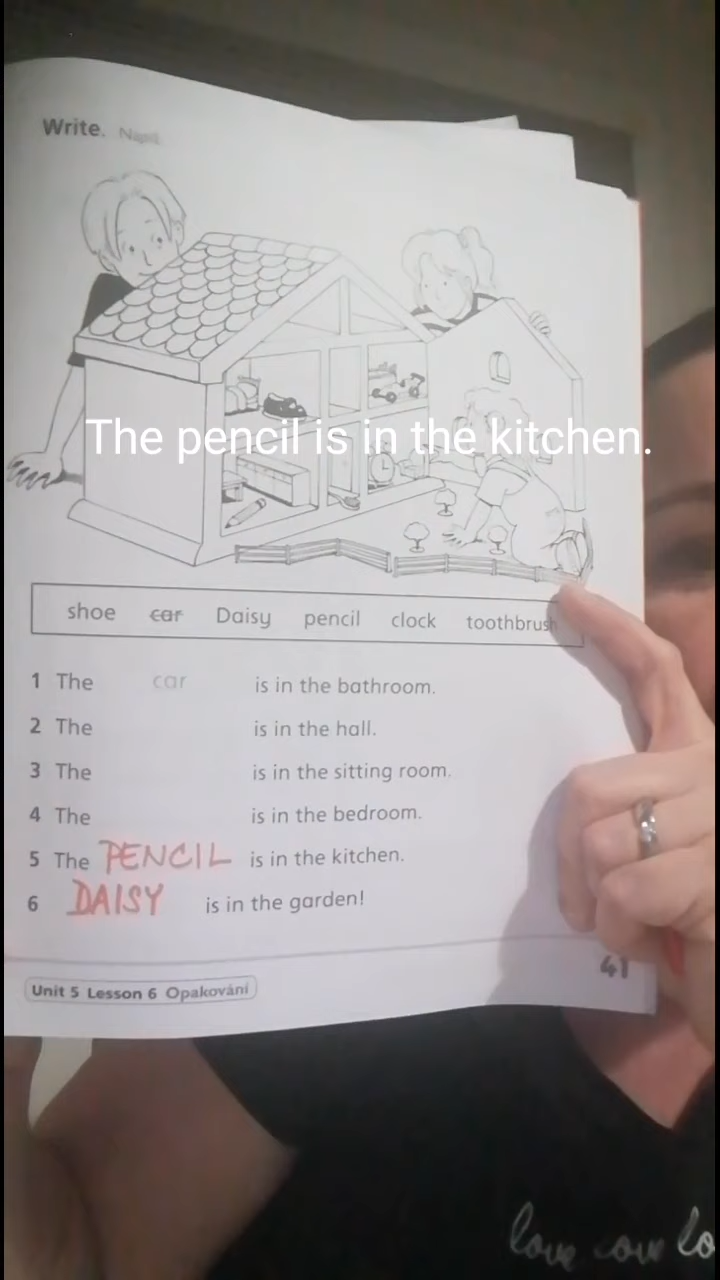 Write. Napiš.
The pencil is in the kitchen.
shoe car Daisy pencil clock toothbrush
1 The car is in the bathroom.
2 The is in the hall.
3 The is in the sitting room.
4 The is in the bedroom.
5 The PENCIL is in the kitchen.
6 DAISY is in the garden!
41
Unit 5 Lesson 6 Opakování
love